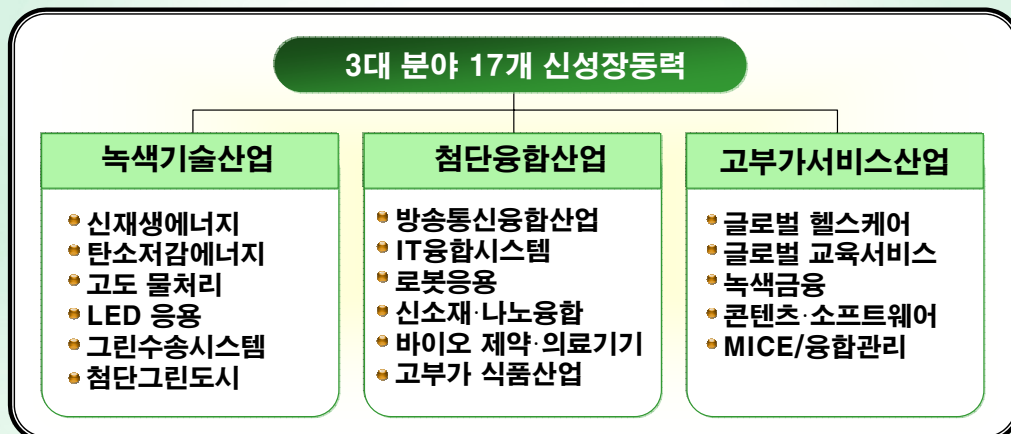 3대 분야 17개 신성장동력
녹색기술산업
신재생에너지
탄소저감에너지
고도 물처리
LED 응용
그린수송시스템
첨단그린도시
첨단융합산업
방송통신융합산업
IT융합시스템
로봇응용
신소재·나노융합
바이오 제약·의료기기
고부가 식품산업
고부가서비스산업
글로벌 헬스케어
글로벌 교육서비스
녹색금융
콘텐츠·소프트웨어
MICE/융합관리